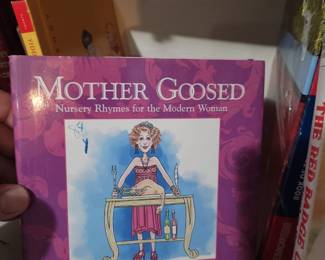 MOTHER GOOSED
Nursery Rhymes for the Modern Woman
THE RED BADGE